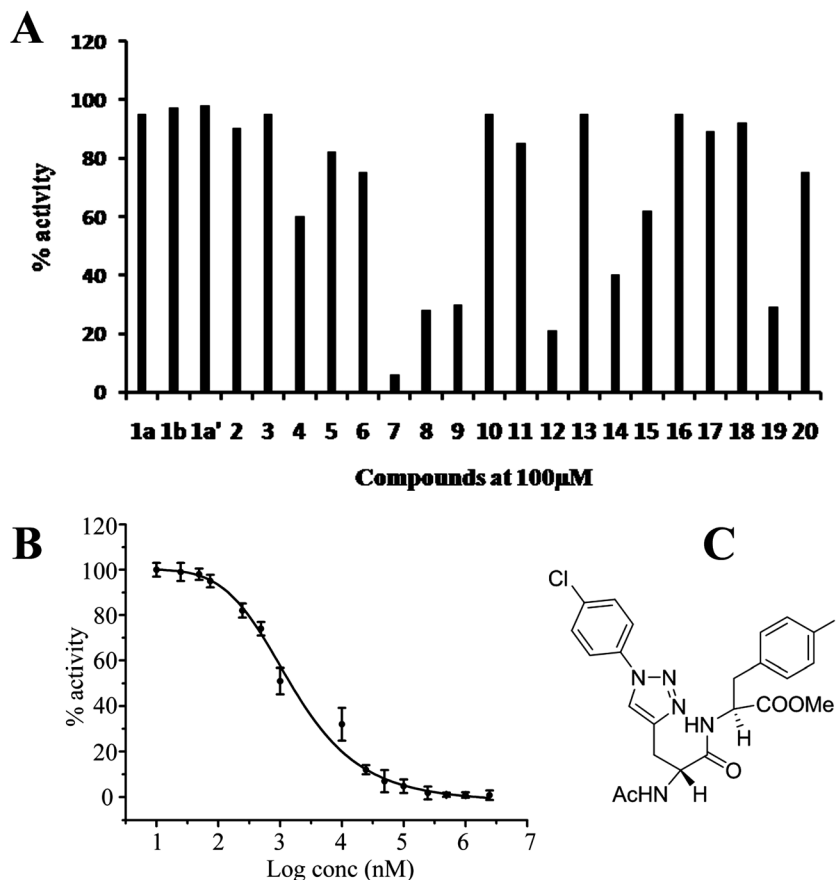 A
120
100
80
60
40
20
0
% activity
1a 1b 1a' 2 3 4 5 6 7 8 9 10 11 12 13 14 15 16 17 18 19 20
Compounds at 100µM
B
120
100
80
60
40
20
0
% activity
1 2 3 4 5 6 7
Log conc (nM)
C
Cl
N N
N
HN
COOMe
H
O
AcHN H